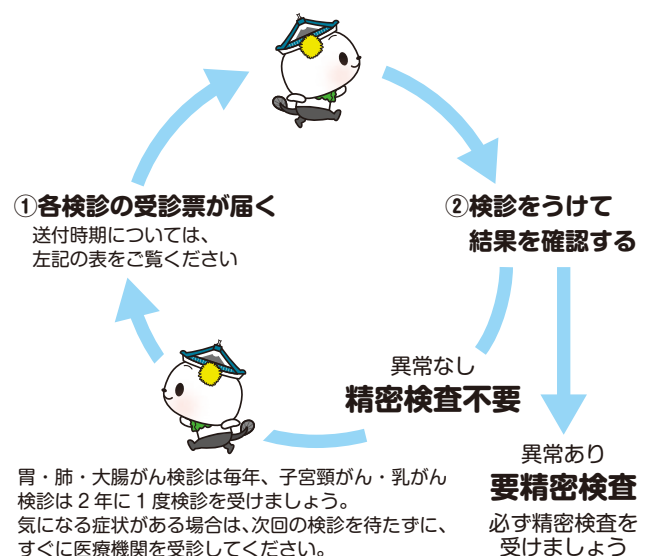 ①各検診の受診票が届く
送付時期については、
左記の表をご覧ください
②検診をうけて
結果を確認する
異常なし
精密検査不要
異常あり
要精密検査
必ず精密検査を
受けましょう
胃・肺・大腸がん検診は毎年、子宮頸がん・乳がん
検診は2年に1度検診を受けましょう。
気になる症状がある場合は、次回の検診を待たずに、
すぐに医療機関を受診してください。